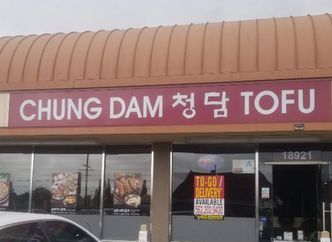 CHUNG DAM 청담 TOFU
18921
TO-GO/
DELIVERY
AVAILABLE